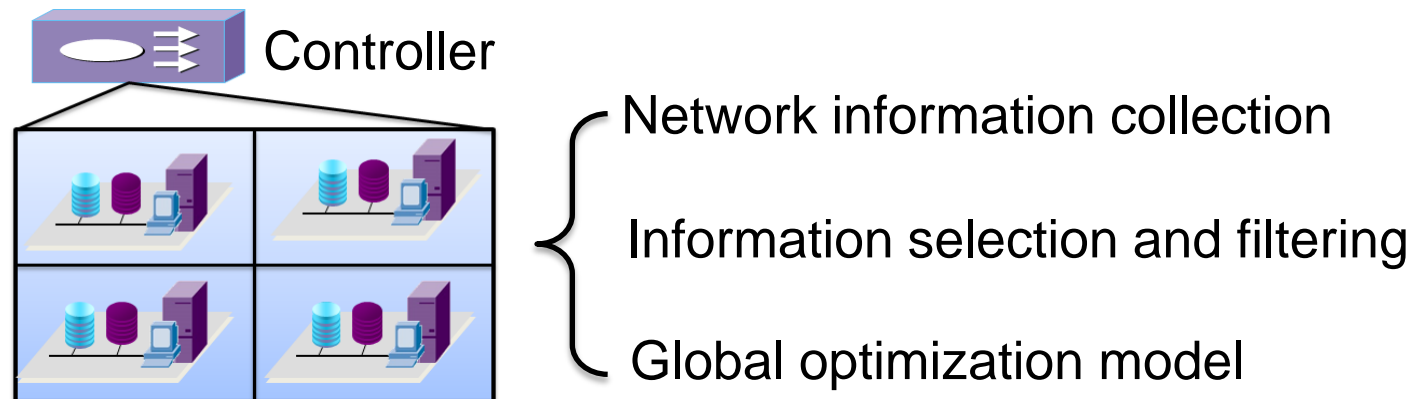 Controller
Network information collection
Information selection and filtering
Global optimization model